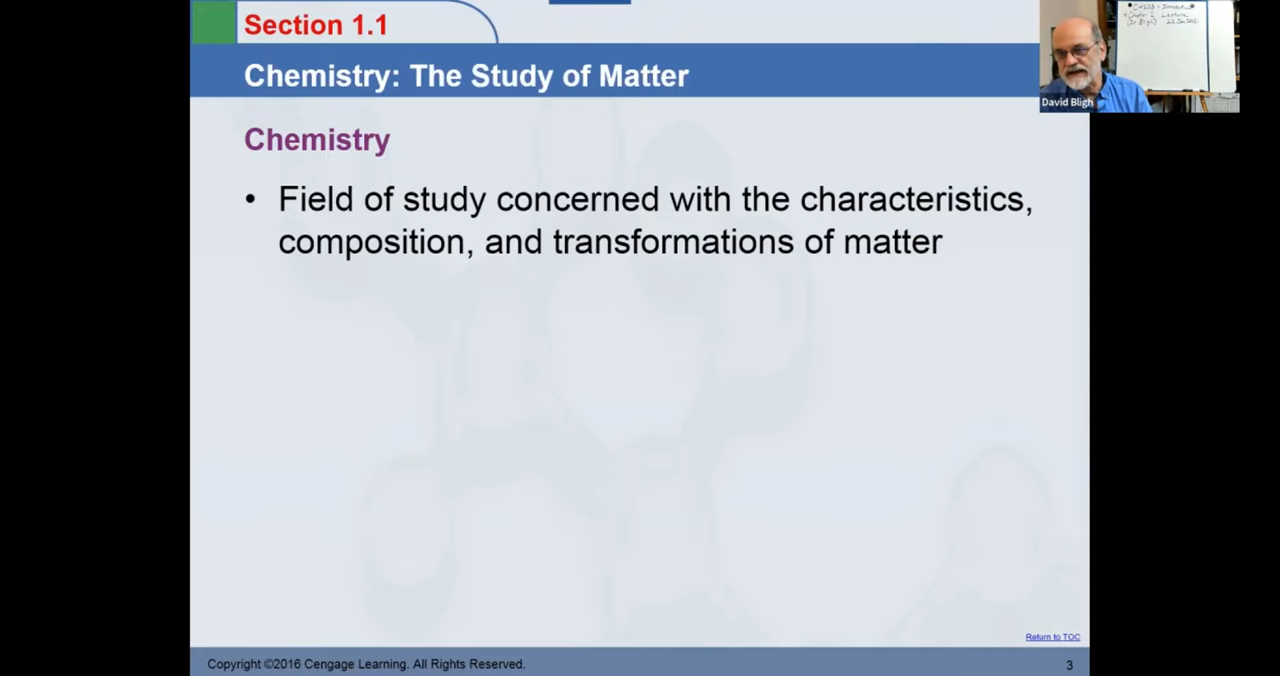 Section 1.1
Chemistry: The Study of Matter
David Bligh
Chemistry
• Field of study concerned with the characteristics,
composition, and transformations of matter
Return to TOC
Copyright ©2016 Cengage Learning. All Rights Reserved.
3